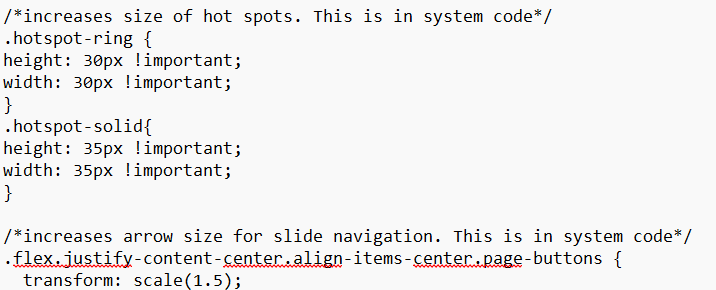 /*increases size of hot spots. This is in system code*/
.hotspot-ring {
height: 30px !important;
width: 30px !important;
}
.hotspot-solid{
height: 35px !important;
width: 35px !important;
}

/*increases arrow size for slide navigation. This is in system code*/
.flex.justify-content-center.align-items-center.page-buttons {
  transform: scale(1.5);